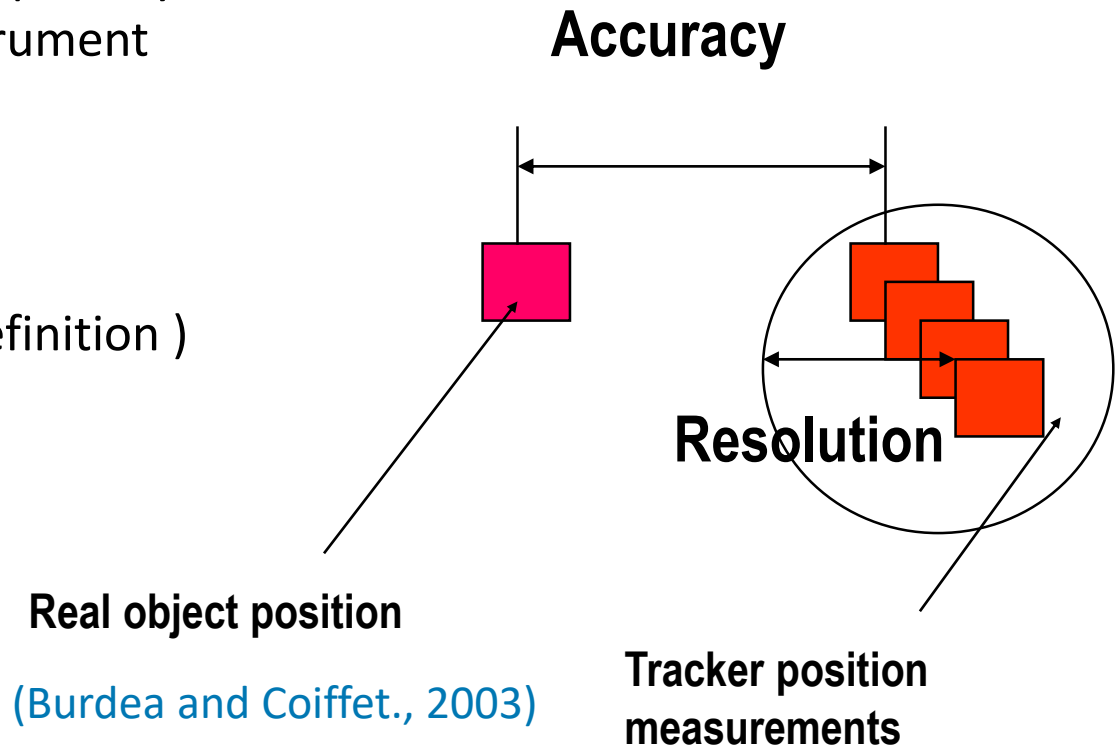 rument
Accuracy
efinition )
Resolution
Real object position
(Burdea and Coiffet., 2003)
Tracker position
measurements